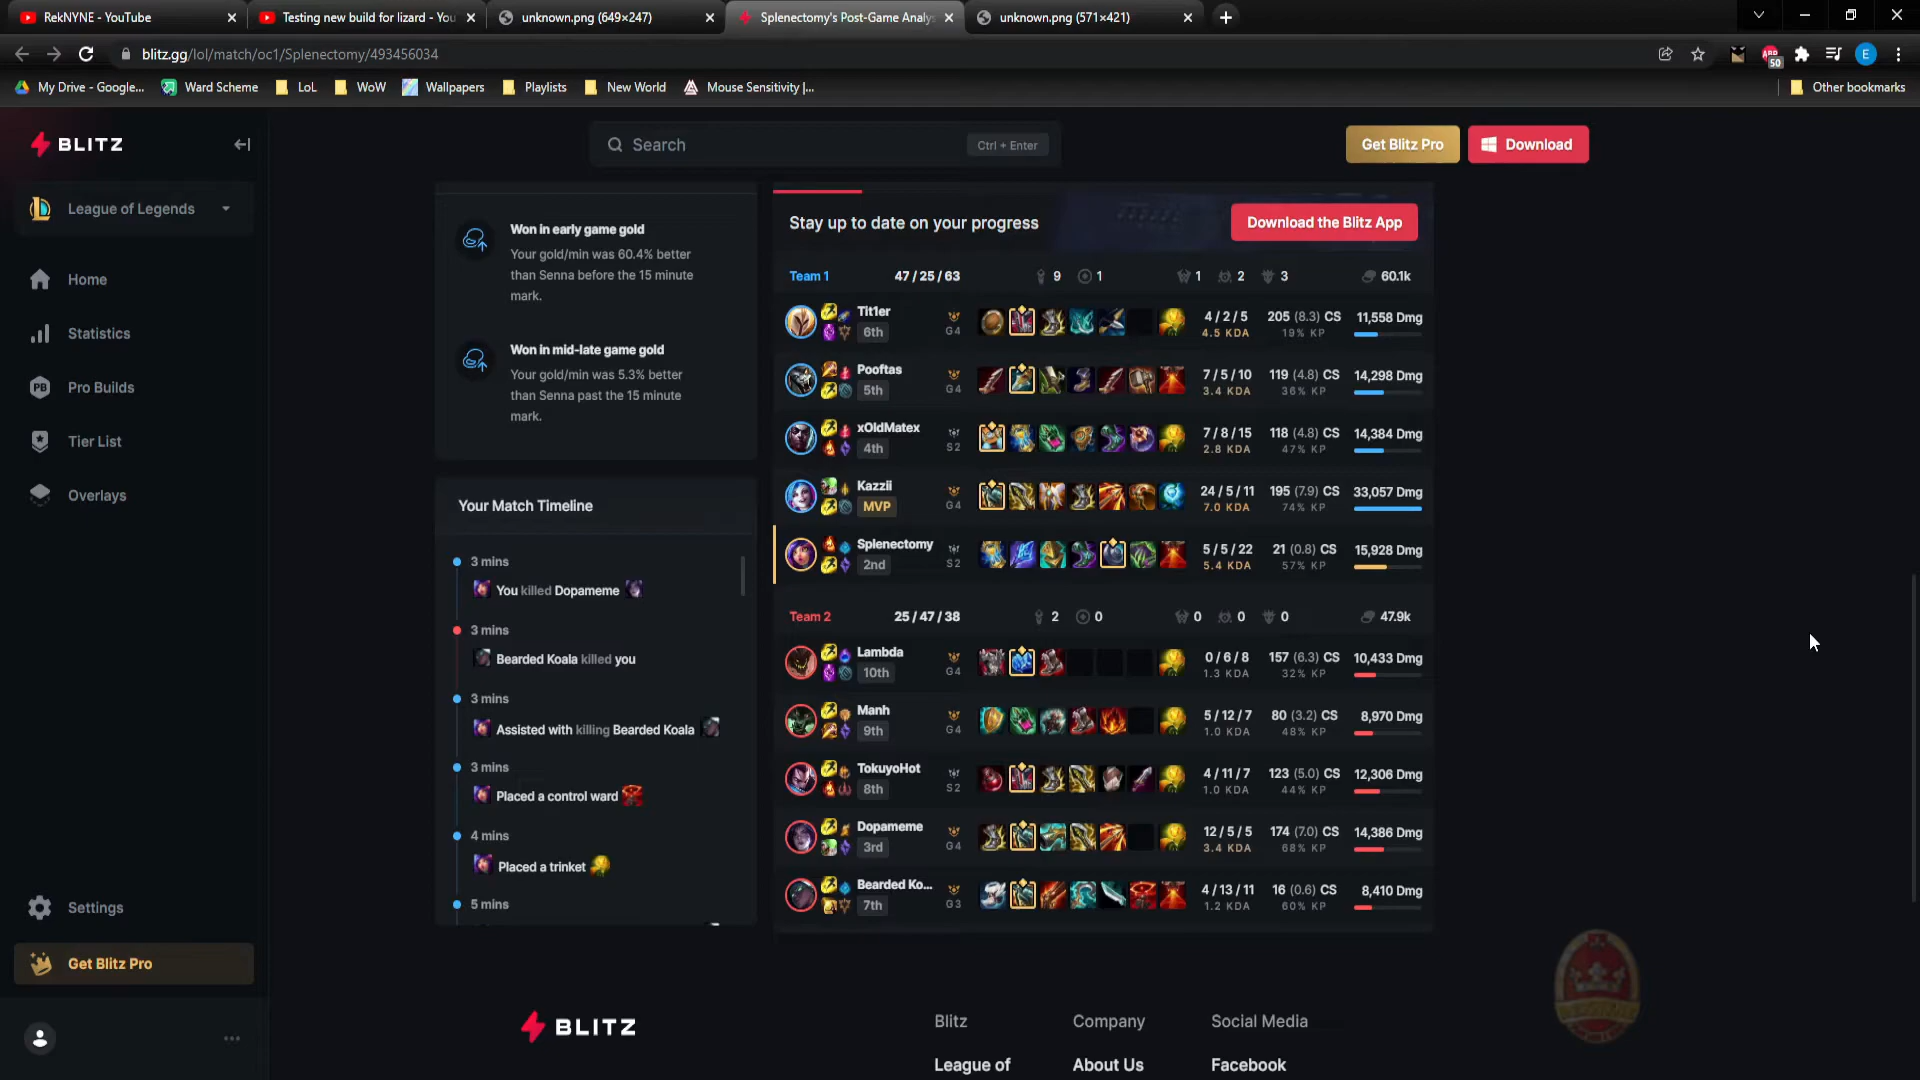 RekNYNE - YouTube
Testing new build for lizard - You
unknown.png (649×247)
Splenectomy's Post-Game Analys
unknown.png (571×421)
blitz.gg/lol/match/oc1/Splenectomy/493456034
50
E
My Drive - Google...
Ward Scheme
LoL
WoW
Wallpapers
Playlists
New World
Mouse Sensitivity |...
Other bookmarks
BLITZ
Search
Ctrl + Enter
Get Blitz Pro
Download
League of Legends
Home
Statistics
PB
Pro Builds
Tier List
Overlays
Settings
Get Blitz Pro
Won in early game gold
Your gold/min was 60.4% better
than Senna before the 15 minute
mark.
Won in mid-late game gold
Your gold/min was 5.3% better
than Senna past the 15 minute
mark.
Your Match Timeline
3 mins
You killed Dopameme
3 mins
Bearded Koala killed you
3 mins
Assisted with killing Bearded Koala
3 mins
Placed a control ward
4 mins
Placed a trinket
5 mins
Stay up to date on your progress
Download the Blitz App
Team 1 47 / 25 / 63 9 1 1 2 3 60.1k
Tit1er 4 / 2 / 5 205 (8.3) CS 11,558 Dmg
6th G4 4.5 KDA 19% KP
Pooftas 7 / 5 / 10 119 (4.8) CS 14,298 Dmg
5th G4 3.4 KDA 36% KP
xOldMatex 7 / 8 / 15 118 (4.8) CS 14,384 Dmg
4th S2 2.8 KDA 47% KP
Kazzii 24 / 5 / 11 195 (7.9) CS 33,057 Dmg
MVP G4 7.0 KDA 74% KP
Splenectomy 5 / 5 / 22 21 (0.8) CS 15,928 Dmg
2nd S2 5.4 KDA 57% KP
Team 2 25 / 47 / 38 2 0 0 0 0 47.9k
Lambda 0 / 6 / 8 157 (6.3) CS 10,433 Dmg
10th G4 1.3 KDA 32% KP
Manh 5 / 12 / 7 80 (3.2) CS 8,970 Dmg
9th G4 1.0 KDA 48% KP
TokuyoHot 4 / 11 / 7 123 (5.0) CS 12,306 Dmg
8th S2 1.0 KDA 44% KP
Dopameme 12 / 5 / 5 174 (7.0) CS 14,386 Dmg
3rd G4 3.4 KDA 68% KP
Bearded Ko... 4 / 13 / 11 16 (0.6) CS 8,410 Dmg
7th G3 1.2 KDA 60% KP
BLITZ
Blitz
Company
Social Media
League of
About Us
Facebook